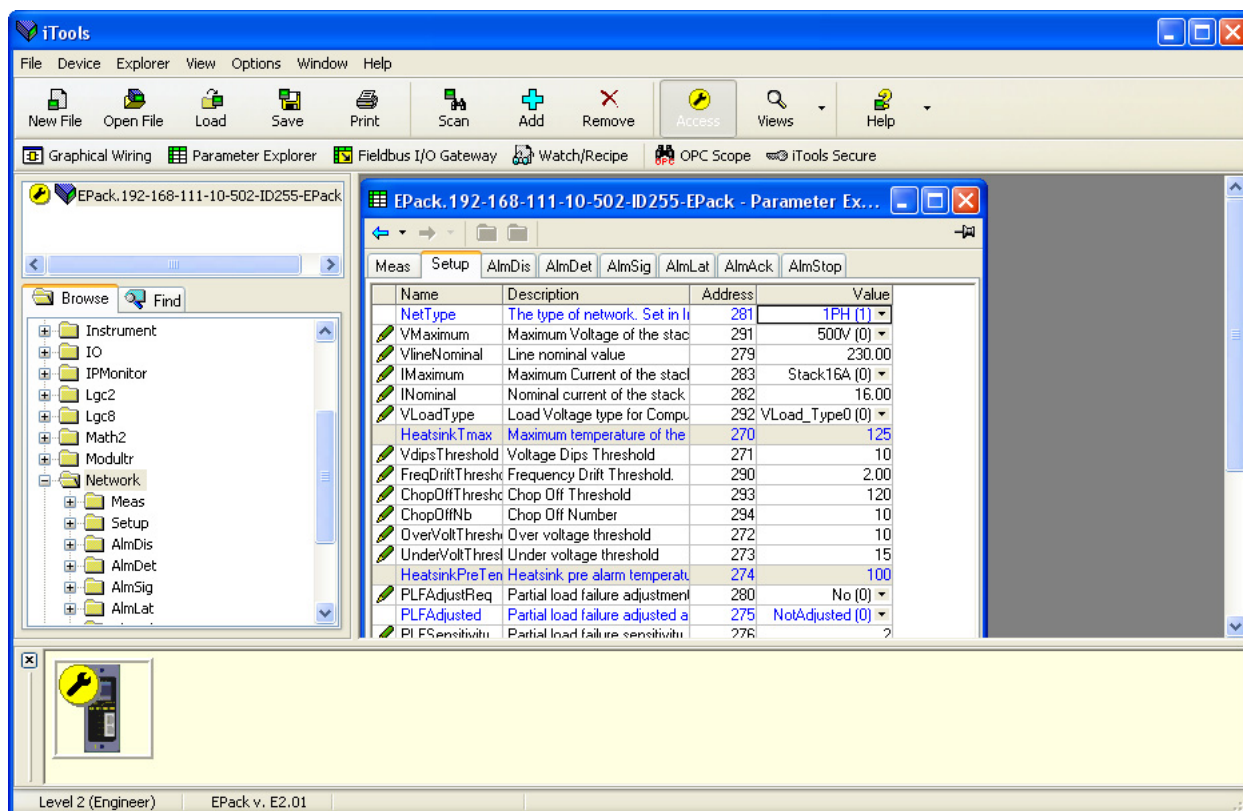 iTools
File Device Explorer View Options Window Help
New File Open File Load Save Print Scan Add Remove Access Views Help
Graphical Wiring Parameter Explorer Fieldbus I/O Gateway Watch/Recipe OPC Scope iTools Secure
EPack.192-168-111-10-502-ID255-EPack
Browse Find
Instrument
IO
IPMonitor
Lgc2
Lgc8
Math2
Modultr
Network
Meas
Setup
AlmDis
AlmDet
AlmSig
AlmLat
EPack.192-168-111-10-502-ID255-EPack - Parameter Ex...
Meas Setup AlmDis AlmDet AlmSig AlmLat AlmAck AlmStop
Name Description Address Value
NetType The type of network. Set in 281 1PH (1)
VMaximum Maximum Voltage of the stac 291 500V (0)
VlineNominal Line nominal value 279 230.00
IMaximum Maximum Current of the stacl 283 Stack16A (0)
INominal Nominal current of the stack 282 16.00
VLoadType Load Voltage type for Compu 292 VLoad_Type0 (0)
HeatsinkTmax Maximum temperature of the 270 125
VdipsThreshold Voltage Dips Threshold 271 10
FreqDriftThresh Frequency Drift Threshold. 290 2.00
ChopOffThresho Chop Off Threshold 293 120
ChopOffNb Chop Off Number 294 10
OverVoltThresh Over voltage threshold 272 10
UnderVoltThresl Under voltage threshold 273 15
HeatsinkPreTen Heatsink pre alarm temperatu 274 100
PLFAdjustReq Partial load failure adjustment 280 No (0)
PLFAdjusted Partial load failure adjusted a 275 NotAdjusted (0)
PLFSensitivity Partial load failure sensitivity 276 2
Level 2 (Engineer) EPack v. E2.01